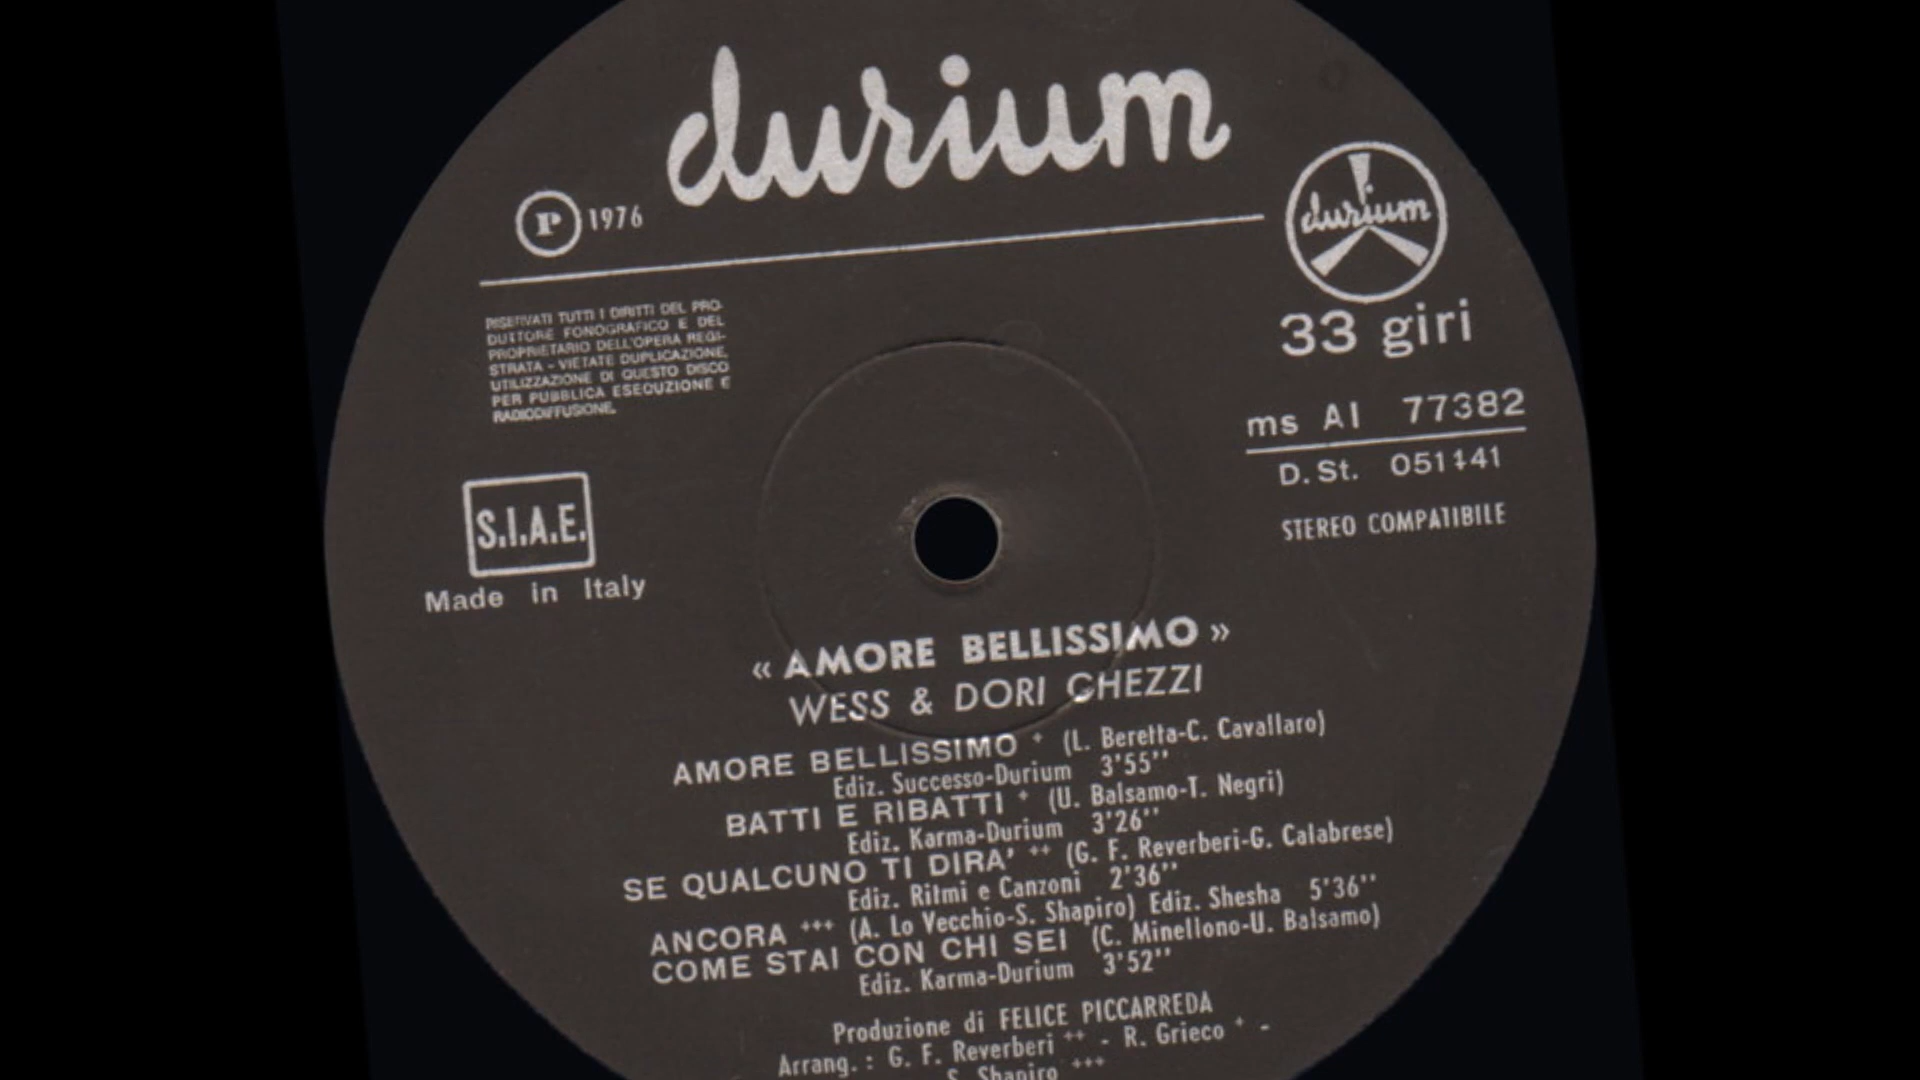 durium
P 1976
durium
33 giri
RISERVATI TUTTI I DIRITTI DEL PRO-
DUTTORE FONOGRAFICO E DEL
PROPRIETARIO DELL'OPERA REGI-
STRATA - VIETATE DUPLICAZIONE,
UTILIZZAZIONE DI QUESTO DISCO
PER PUBBLICA ESECUZIONE E
RADIODIFFUSIONE.
ms AI 77382
D.St. 051141
STEREO COMPATIBILE
S.I.A.E.
Made in Italy
« AMORE BELLISSIMO »
WESS & DORI CHEZZI
AMORE BELLISSIMO + (L. Beretta-C. Cavallaro)
Ediz. Successo-Durium 3'55''
BATTI E RIBATTI + (U. Balsamo-T. Negri)
Ediz. Karma-Durium 3'26''
SE QUALCUNO TI DIRA' ++ (G. F. Reverberi-G. Calabrese)
Ediz. Ritmi e Canzoni 2'36''
ANCORA +++ (A. Lo Vecchio-S. Shapiro) Ediz. Shesha 5'36''
COME STAI CON CHI SEI (C. Minellono-U. Balsamo)
Ediz. Karma-Durium 3'52''
Produzione di FELICE PICCARREDA
Arrang.: G. F. Reverberi ++ - R. Grieco + -
S. Shapiro +++